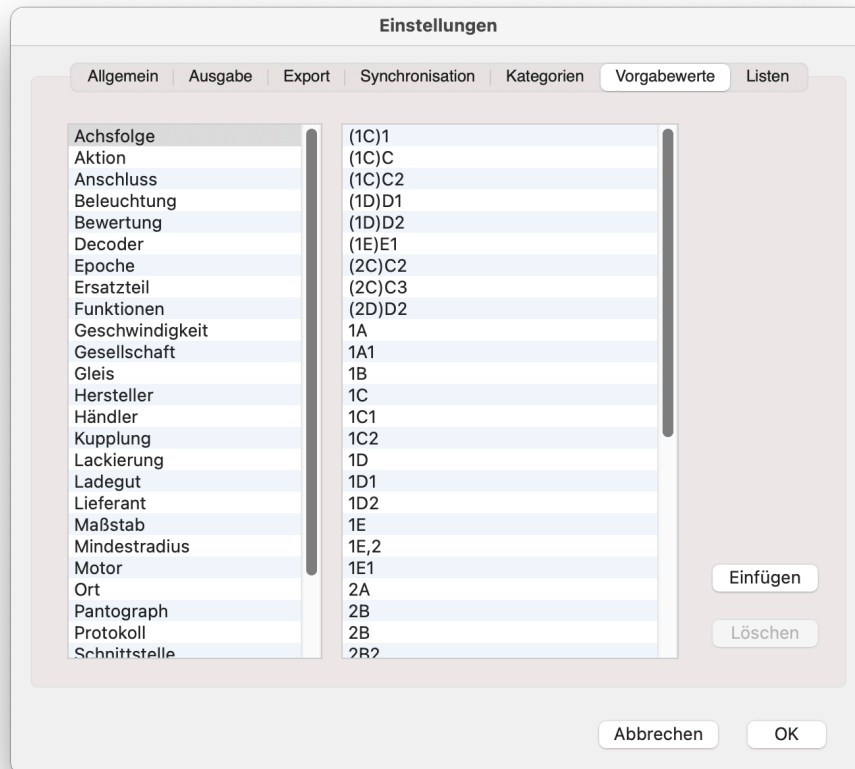 Einstellungen
Allgemein Ausgabe Export Synchronisation Kategorien Vorgabewerte Listen
Achsfolge
Aktion
Anschluss
Beleuchtung
Bewertung
Decoder
Epoche
Ersatzteil
Funktionen
Geschwindigkeit
Gesellschaft
Gleis
Hersteller
Händler
Kupplung
Lackierung
Ladegut
Lieferant
Maßstab
Mindestradius
Motor
Ort
Pantograph
Protokoll
Schnittstelle
(1C)1
(1C)C
(1C)C2
(1D)D1
(1D)D2
(1E)E1
(2C)C2
(2C)C3
(2D)D2
1A
1A1
1B
1C
1C1
1C2
1D
1D1
1D2
1E
1E,2
1E1
2A
2B
2B
2B2
Einfügen
Löschen
Abbrechen OK